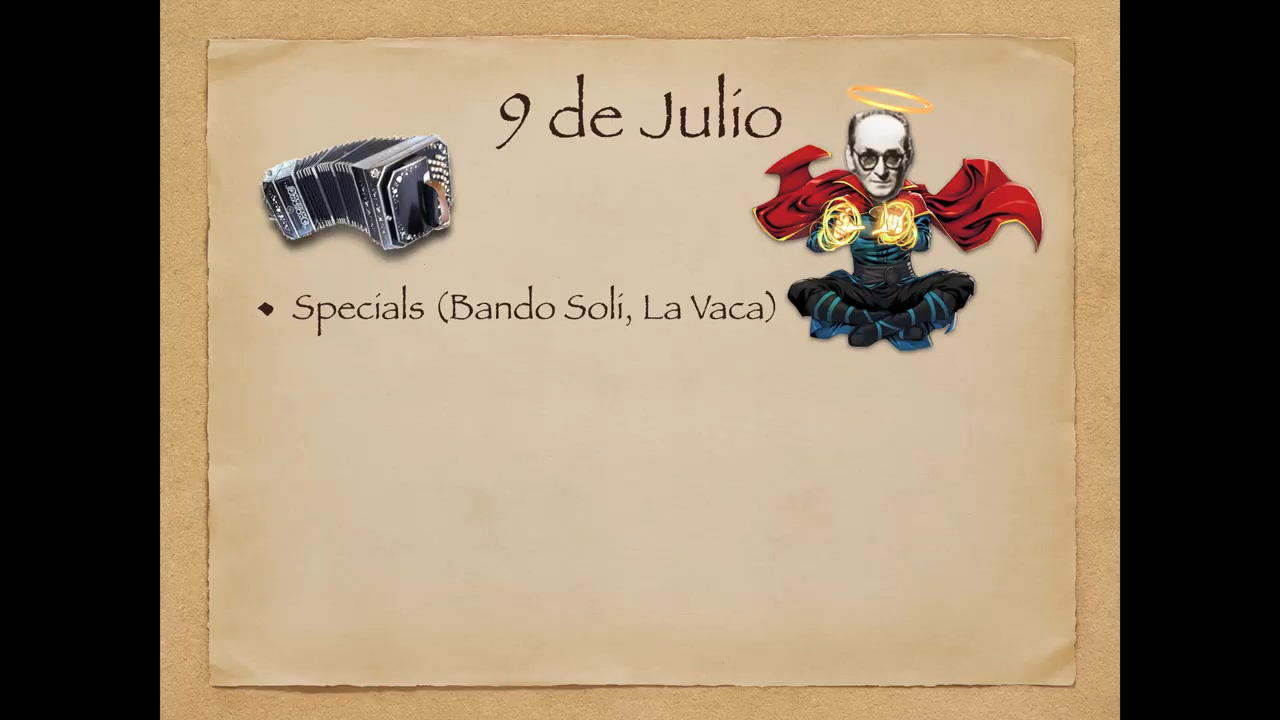 9 de Julio
• Specials (Bando Soli, La Vaca)